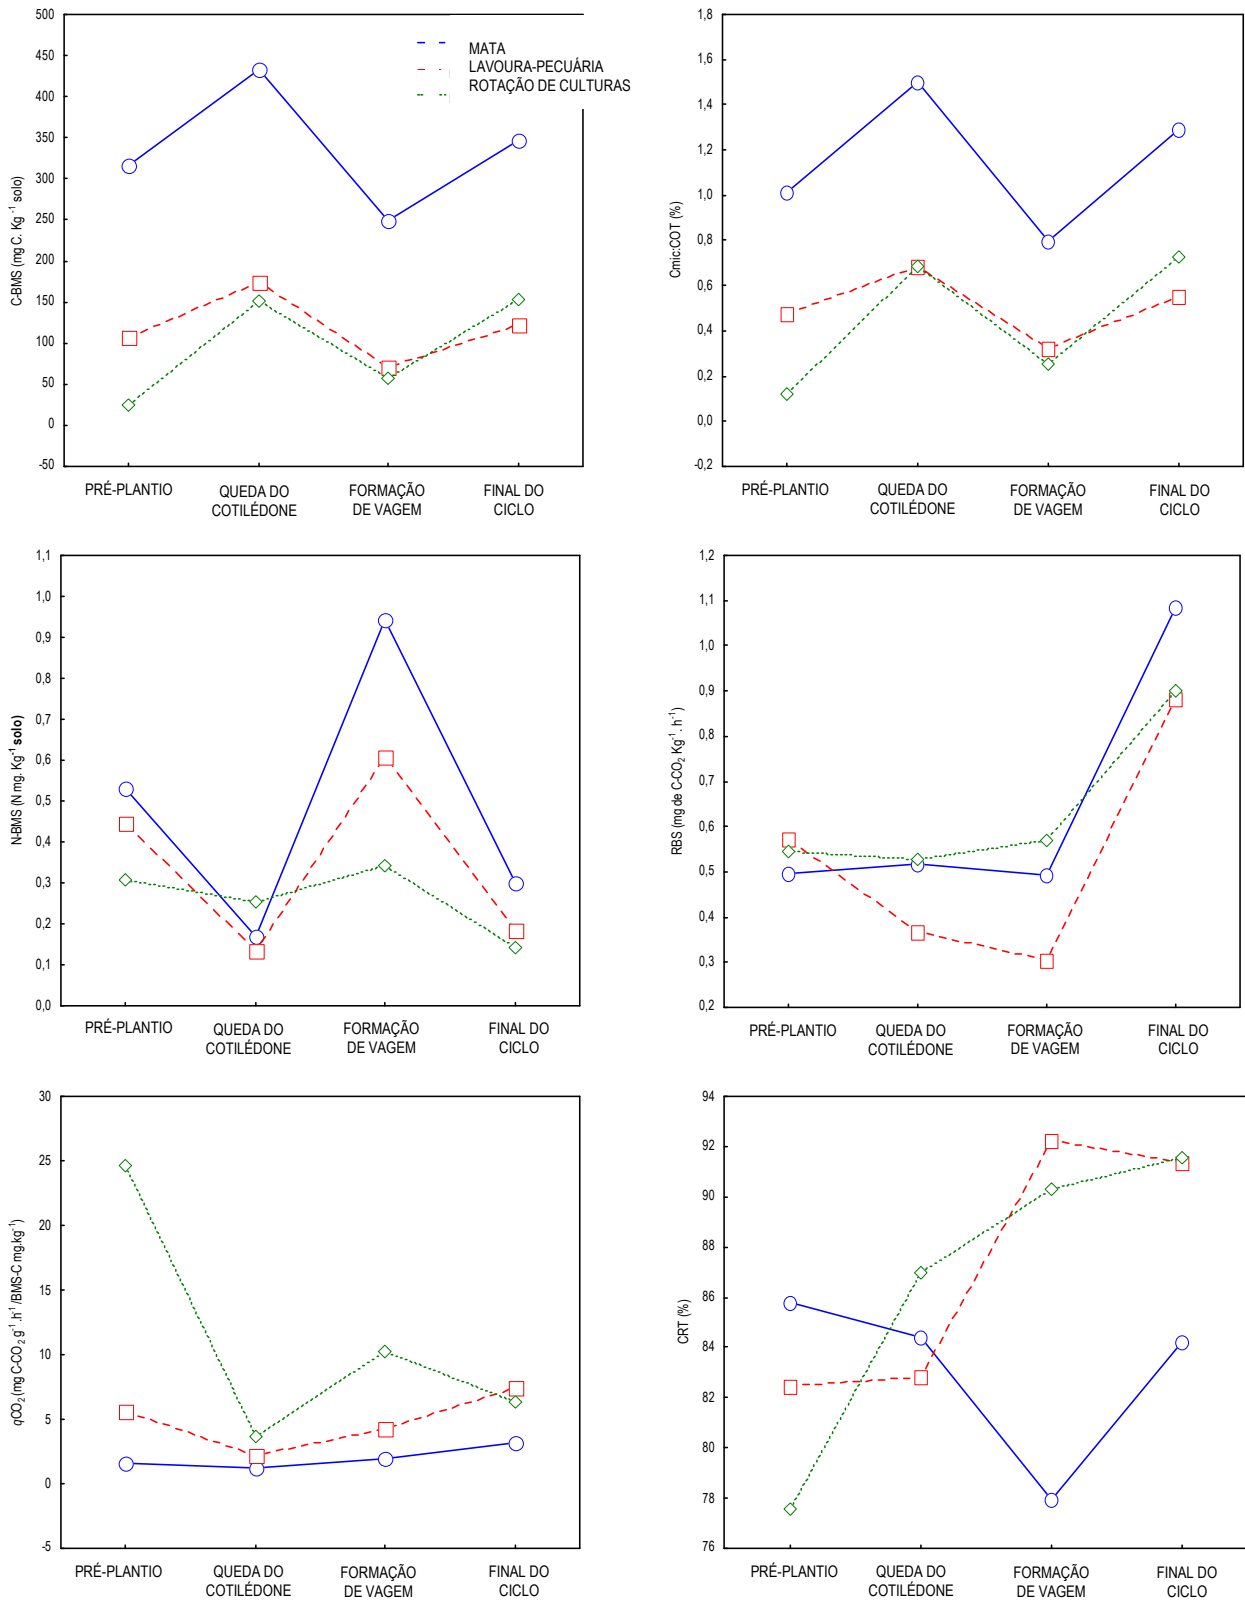 500
450
400
350
300
250
200
150
100
50
0
-50
C-BMS (mg C. Kg⁻¹ solo)
MATA
LAVOURA-PECUÁRIA
ROTAÇÃO DE CULTURAS
PRÉ-PLANTIO
QUEDA DO
COTILÉDONE
FORMAÇÃO
DE VAGEM
FINAL DO
CICLO
1,8
1,6
1,4
1,2
1,0
0,8
0,6
0,4
0,2
0,0
-0,2
Cmic:COT (%)
PRÉ-PLANTIO
QUEDA DO
COTILÉDONE
FORMAÇÃO
DE VAGEM
FINAL DO
CICLO
1,1
1,0
0,9
0,8
0,7
0,6
0,5
0,4
0,3
0,2
0,1
0,0
N-BMS (N mg. Kg⁻¹ solo)
PRÉ-PLANTIO
QUEDA DO
COTILÉDONE
FORMAÇÃO
DE VAGEM
FINAL DO
CICLO
1,2
1,1
1,0
0,9
0,8
0,7
0,6
0,5
0,4
0,3
0,2
RBS (mg de C-CO₂ Kg⁻¹. h⁻¹)
PRÉ-PLANTIO
QUEDA DO
COTILÉDONE
FORMAÇÃO
DE VAGEM
FINAL DO
CICLO
30
25
20
15
10
5
0
-5
qCO₂ (mg C-CO₂ g⁻¹.h⁻¹/BMS-C mg.kg⁻¹)
PRÉ-PLANTIO
QUEDA DO
COTILÉDONE
FORMAÇÃO
DE VAGEM
FINAL DO
CICLO
94
92
90
88
86
84
82
80
78
76
CRT (%)
PRÉ-PLANTIO
QUEDA DO
COTILÉDONE
FORMAÇÃO
DE VAGEM
FINAL DO
CICLO